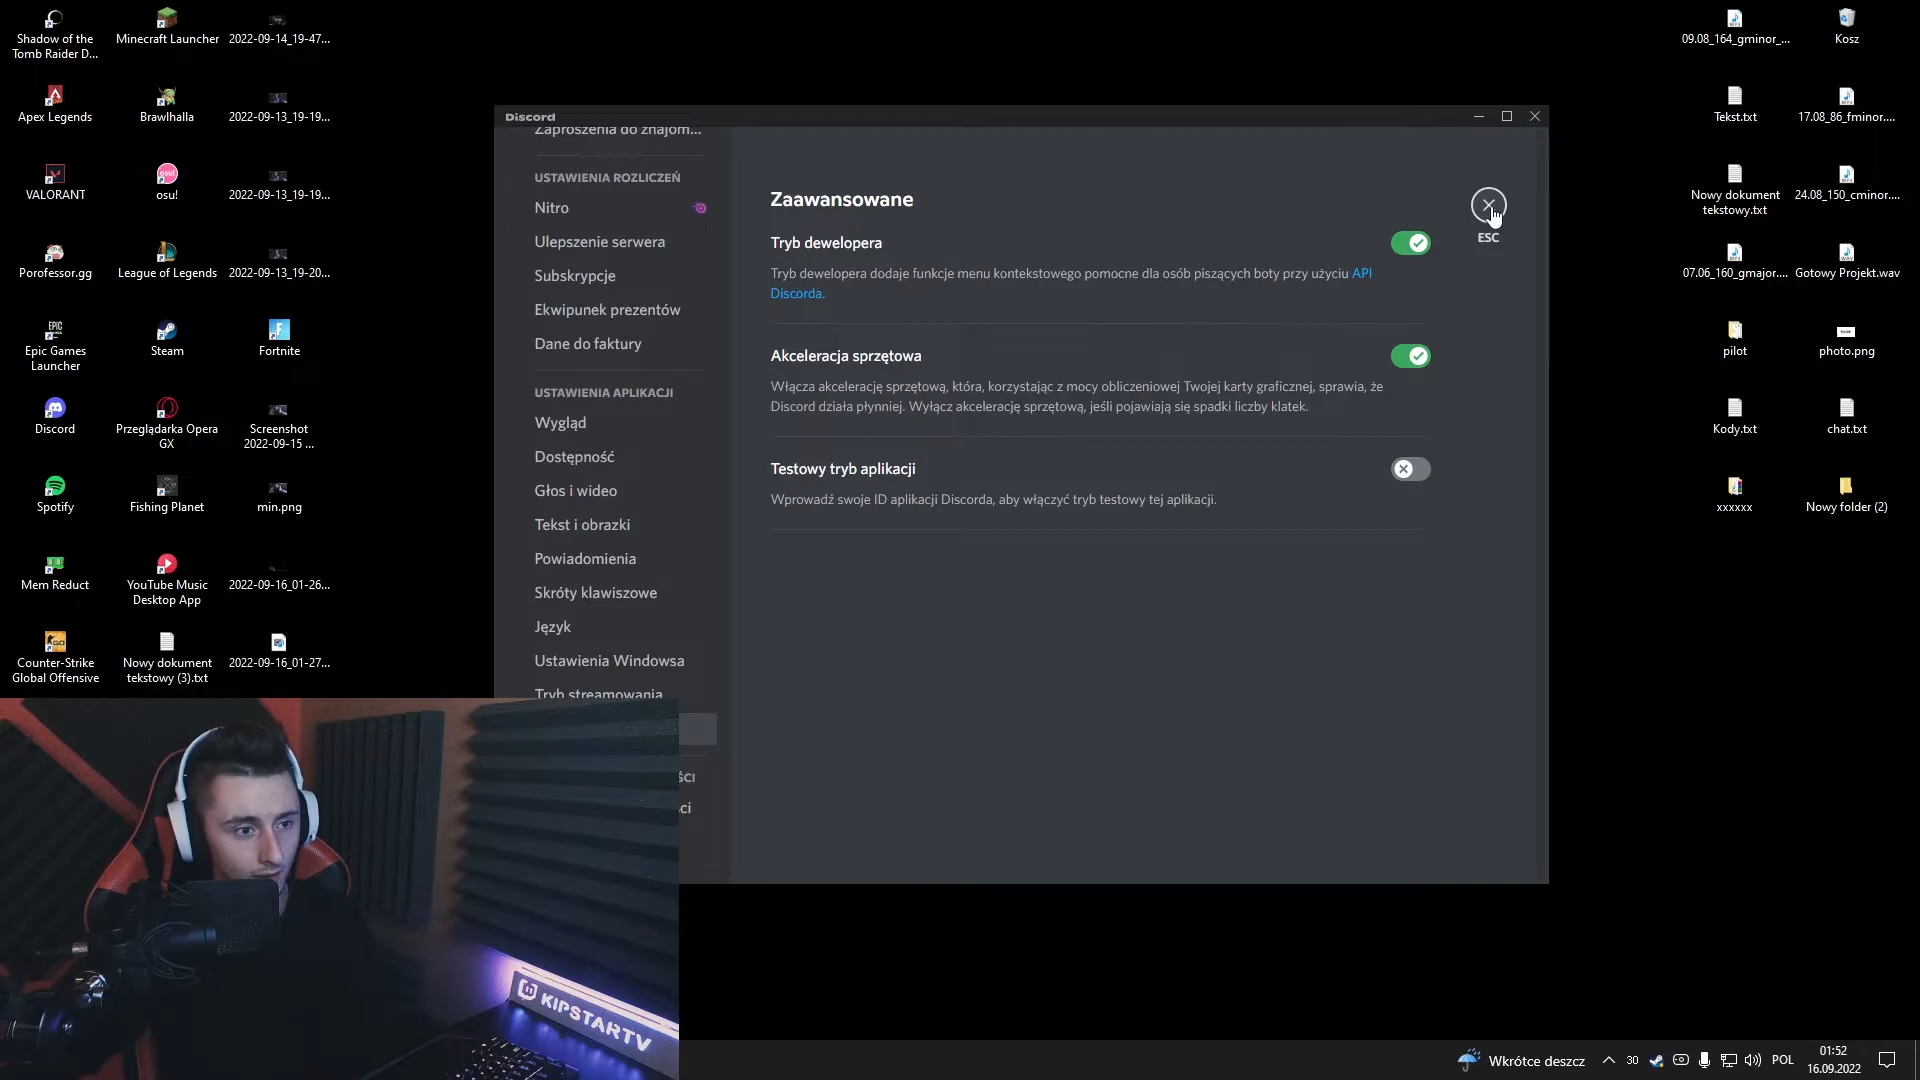 Shadow of the
Tomb Raider D...
Minecraft Launcher
2022-09-14_19-47...
Apex Legends
Brawlhalla
2022-09-13_19-19...
VALORANT
osu!
2022-09-13_19-19...
Porofessor.gg
League of Legends
2022-09-13_19-20...
Epic Games
Launcher
Steam
Fortnite
Discord
Przeglądarka Opera
GX
Screenshot
2022-09-15 ...
Spotify
Fishing Planet
min.png
Mem Reduct
YouTube Music
Desktop App
2022-09-16_01-26...
Counter-Strike
Global Offensive
Nowy dokument
tekstowy (3).txt
2022-09-16_01-27...
Discord
Zaproszenia do znajom...
USTAWIENIA ROZLICZEŃ
Nitro
Ulepszenie serwera
Subskrypcje
Ekwipunek prezentów
Dane do faktury
USTAWIENIA APLIKACJI
Wygląd
Dostępność
Głos i wideo
Tekst i obrazki
Powiadomienia
Skróty klawiszowe
Język
Ustawienia Windowsa
Tryb streamowania
ŚCI
ci
Zaawansowane
ESC
Tryb dewelopera
Tryb dewelopera dodaje funkcje menu kontekstowego pomocne dla osób piszących boty przy użyciu API
Discorda.
Akceleracja sprzętowa
Włącza akcelerację sprzętową, która, korzystając z mocy obliczeniowej Twojej karty graficznej, sprawia, że
Discord działa płynniej. Wyłącz akcelerację sprzętową, jeśli pojawiają się spadki liczby klatek.
Testowy tryb aplikacji
Wprowadź swoje ID aplikacji Discorda, aby włączyć tryb testowy tej aplikacji.
09.08_164_gminor_...
Kosz
Tekst.txt
17.08_86_fminor....
Nowy dokument
tekstowy.txt
24.08_150_cminor....
07.06_160_gmajor....
Gotowy Projekt.wav
pilot
photo.png
Kody.txt
chat.txt
xxxxxx
Nowy folder (2)
KIPSTARTV
Wkrótce deszcz
30
POL
01:52
16.09.2022